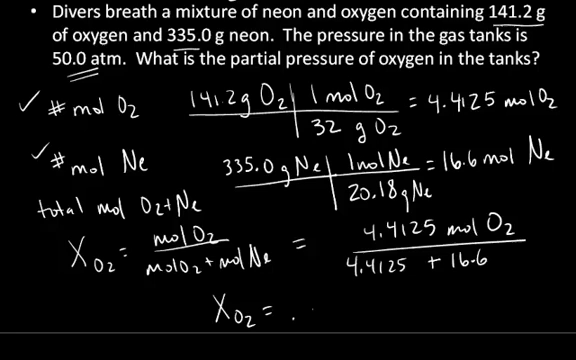 • Divers breath a mixture of neon and oxygen containing 141.2 g
of oxygen and 335.0 g neon. The pressure in the gas tanks is
50.0 atm. What is the partial pressure of oxygen in the tanks?
✓ # mol O₂ 141.2g O₂ | 1 mol O₂ = 4.4125 mol O₂
32 g O₂
✓ # mol Ne 335.0 g Ne | 1 mol Ne = 16.6 mol Ne
20.18 g Ne
total mol O₂ + Ne
X O₂ = mol O₂ / mol O₂ + mol Ne = 4.4125 mol O₂ / 4.4125 + 16.6
X O₂ = .